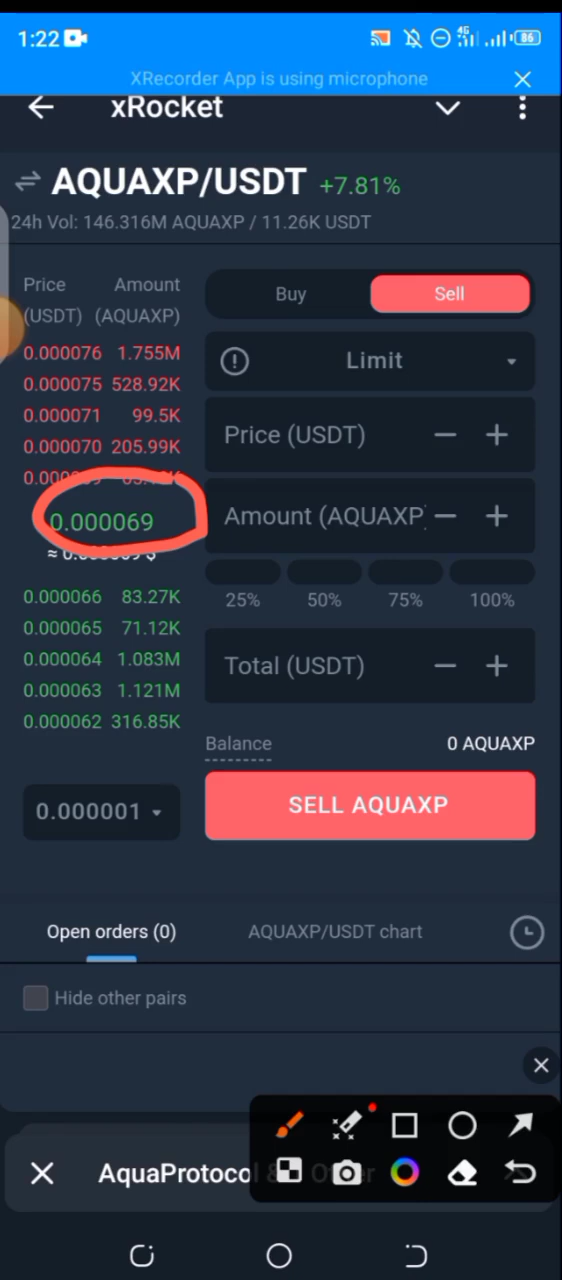 1:22
4G
86
XRecorder App is using microphone
xRocket
AQUAXP/USDT +7.81%
24h Vol: 146.316M AQUAXP / 11.26K USDT
Price Amount
(USDT) (AQUAXP)
Buy Sell
0.000076 1.755M
0.000075 528.92K
0.000071 99.5K
0.000070 205.99K
Limit
Price (USDT)
0.000069
Amount (AQUAXP
25% 50% 75% 100%
0.000066 83.27K
0.000065 71.12K
0.000064 1.083M
0.000063 1.121M
0.000062 316.85K
Total (USDT)
Balance 0 AQUAXP
0.000001
SELL AQUAXP
Open orders (0) AQUAXP/USDT chart
Hide other pairs
AquaProtocol